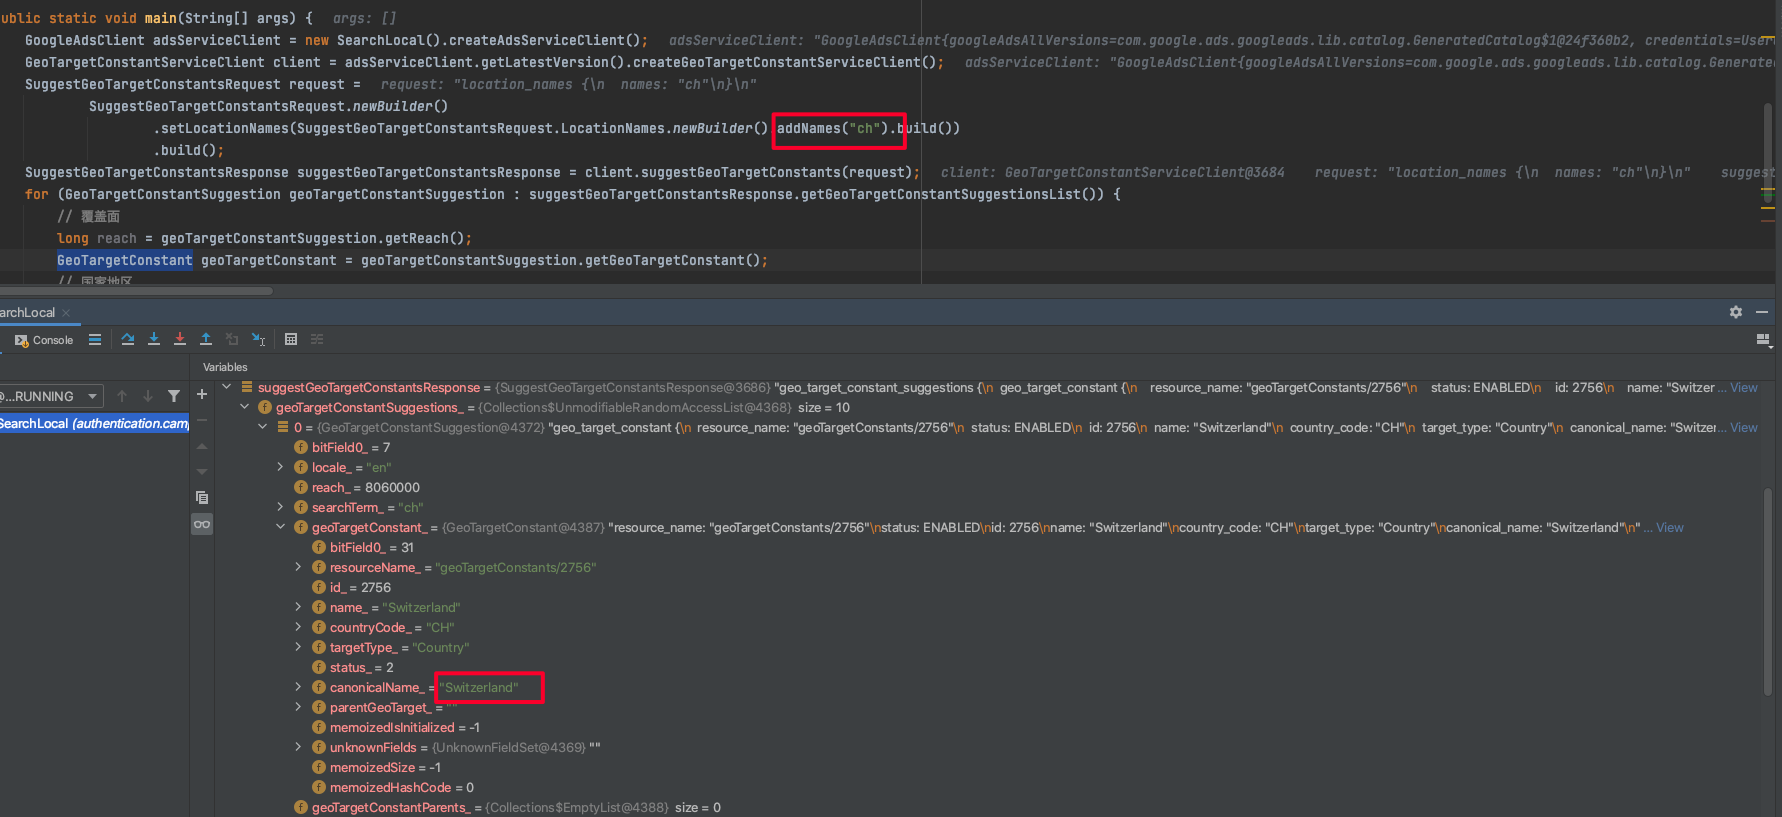 ublic static void main(String[] args) {   args: []
GoogleAdsClient adsServiceClient = new SearchLocal().createAdsServiceClient();   adsServiceClient: "GoogleAdsClient{googleAdsAllVersions=com.google.ads.googleads.lib.catalog.GeneratedCatalog$1@24f360b2, credentials=User
GeoTargetConstantServiceClient client = adsServiceClient.getLatestVersion().createGeoTargetConstantServiceClient();   adsServiceClient: "GoogleAdsClient{googleAdsAllVersions=com.google.ads.googleads.lib.catalog.Generated
SuggestGeoTargetConstantsRequest request =   request: "location_names {\n  names: "ch"\n}\n"
SuggestGeoTargetConstantsRequest.newBuilder()
.setLocationNames(SuggestGeoTargetConstantsRequest.LocationNames.newBuilder().addNames("ch").build())
.build();
SuggestGeoTargetConstantsResponse suggestGeoTargetConstantsResponse = client.suggestGeoTargetConstants(request);   client: GeoTargetConstantServiceClient@3684   request: "location_names {\n  names: "ch"\n}\n"   suggest
for (GeoTargetConstantSuggestion geoTargetConstantSuggestion : suggestGeoTargetConstantsResponse.getGeoTargetConstantSuggestionsList()) {
// 覆盖面
long reach = geoTargetConstantSuggestion.getReach();
GeoTargetConstant geoTargetConstant = geoTargetConstantSuggestion.getGeoTargetConstant();
// 国家地区
archLocal
Console
Variables
@...RUNNING
SearchLocal (authentication.cam
suggestGeoTargetConstantsResponse = {SuggestGeoTargetConstantsResponse@3686} "geo_target_constant_suggestions {\n  geo_target_constant {\n    resource_name: "geoTargetConstants/2756"\n    status: ENABLED\n    id: 2756\n    name: "Switzer ... View
geoTargetConstantSuggestions_ = {Collections$UnmodifiableRandomAccessList@4368}  size = 10
0 = {GeoTargetConstantSuggestion@4372} "geo_target_constant {\n  resource_name: "geoTargetConstants/2756"\n  status: ENABLED\n  id: 2756\n  name: "Switzerland"\n  country_code: "CH"\n  target_type: "Country"\n  canonical_name: "Switzer... View
bitField0_ = 7
locale_ = "en"
reach_ = 8060000
searchTerm_ = "ch"
geoTargetConstant_ = {GeoTargetConstant@4387} "resource_name: "geoTargetConstants/2756"\nstatus: ENABLED\nid: 2756\nname: "Switzerland"\ncountry_code: "CH"\ntarget_type: "Country"\ncanonical_name: "Switzerland"\n" ... View
bitField0_ = 31
resourceName_ = "geoTargetConstants/2756"
id_ = 2756
name_ = "Switzerland"
countryCode_ = "CH"
targetType_ = "Country"
status_ = 2
canonicalName_ = "Switzerland"
parentGeoTarget_ = ""
memoizedIsInitialized = -1
unknownFields = {UnknownFieldSet@4369} ""
memoizedSize = -1
memoizedHashCode = 0
geoTargetConstantParents_ = {Collections$EmptyList@4388}  size = 0